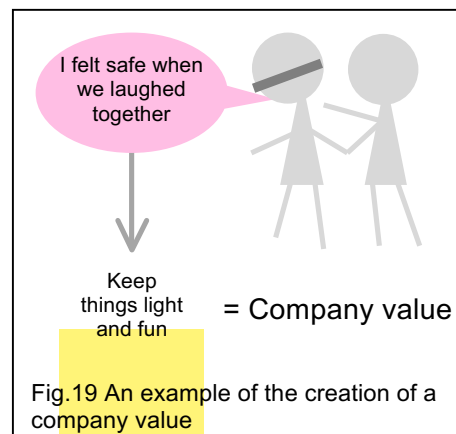 I felt safe when
we laughed
together
Keep
things light
and fun
= Company value
Fig.19 An example of the creation of a
company value